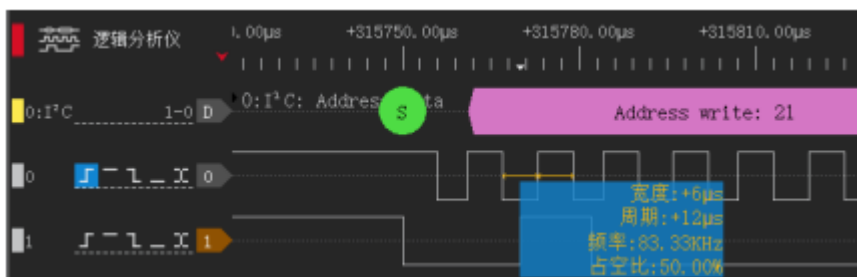 逻辑分析仪
).00μs +315750.00μs +315780.00μs +315810.00μs
0:I²C 1-0 D 0:I²C: Address ta S Address write: 21
0 0
1 1
宽度:+6μs
周期:+12μs
频率:83.33KHz
占空比:50.00%